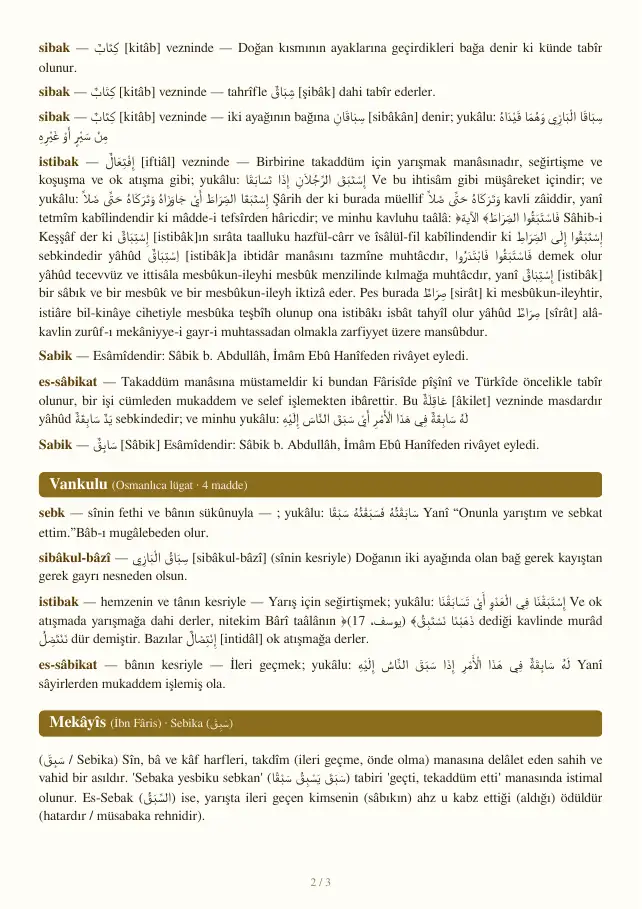 sibak — كِتَابٌ [kitâb] vezninde — Doğan kısmının ayaklarına geçirdikleri bağa denir ki künde tabîr
olunur.
sibak — كِتَابٌ [kitâb] vezninde — tahrîfle شِبَاقٌ [şibâk] dahi tabîr ederler.
sibak — كِتَابٌ [kitâb] vezninde — iki ayağının bağına سِبَاقَانِ [sibâkân] denir; yukâlu: سِبَاقَا الْبَازِي وَهُمَا قَيْدَاهُ
مِنْ سَيْرٍ أَوْ غَيْرِهِ
istibak — إِفْتِعَالٌ [iftiâl] vezninde — Birbirine takaddüm için yarışmak manâsınadır, seğirtişme ve
koşuşma ve ok atışma gibi; yukâlu: إِسْتَبَقَ الرَّجُلاَنِ إِذَا تَسَابَقَا Ve bu ihtisâm gibi müşâreket içindir; ve
yukâlu: إِسْتَبَقَا الصِّرَاطَ أَيْ جَاوَزَاهُ وَتَرَكَاهُ حَتَّى ضَلاَّ Şârih der ki burada müellif وَتَرَكَاهُ حَتَّى ضَلاَّ kavli zâiddir, yanî
tetmîm kabîlindendir ki mâdde-i tefsîrden hâricdir; ve minhu kavluhu taâlâ: ﴿فَاسْتَبَقُوا الصِّرَاطَ﴾ الآية Sâhib-i
Keşşâf der ki إِسْتِبَاقٌ [istibâk]ın sırâta taalluku hazfül-cârr ve îsâlül-fil kabîlindendir ki إِسْتَبَقُوا إِلَى الصِّرَاطِ
sebkindedir yâhûd إِسْتِبَاقٌ [istibâk]a ibtidâr manâsını tazmîne muhtâcdır, فَاسْتَبَقُوا فَابْتَدَرُوا demek olur
yâhûd tecevvüz ve ittisâla mesbûkun-ileyhi mesbûk menzilinde kılmağa muhtâcdır, yanî إِسْتِبَاقٌ [istibâk]
bir sâbık ve bir mesbûk ve bir mesbûkun-ileyh iktizâ eder. Pes burada صِرَاطٌ [sirât] ki mesbûkun-ileyhtir,
istiâre bil-kinâye cihetiyle mesbûka teşbîh olunup ona istibâkı isbât tahyîl olur yâhûd صِرَاطٌ [sîrât] alâ-
kavlin zurûf-ı mekâniyye-i gayr-i muhtassadan olmakla zarfiyyet üzere mansûbdur.
Sabik — Esâmîdendir: Sâbik b. Abdullâh, İmâm Ebû Hanîfeden rivâyet eyledi.
es-sâbikat — Takaddüm manâsına müstameldir ki bundan Fârisîde pîşînî ve Türkîde öncelikle tabîr
olunur, bir işi cümleden mukaddem ve selef işlemekten ibârettir. Bu عَاقِلَةٌ [âkilet] vezninde masdardır
yâhûd يَدٌ سَابِقَةٌ sebkindedir; ve minhu yukâlu: لَهُ سَابِقَةٌ فِي هَذَا الْأَمْرِ أَيْ سَبَقَ النَّاسَ إِلَيْهِ
Sabik — سَابِقٌ [Sâbik] Esâmîdendir: Sâbik b. Abdullâh, İmâm Ebû Hanîfeden rivâyet eyledi.
Vankulu (Osmanlıca lügat · 4 madde)
sebk — sînin fethi ve bânın sükûnuyla — ; yukâlu: سَابَقْتُهُ فَسَبَقْتُهُ سَبْقًا Yanî “Onunla yarıştım ve sebkat
ettim.”Bâb-ı mugâlebeden olur.
sibâkul-bâzî — سِبَاقُ الْبَازِي [sibâkul-bâzî] (sînin kesriyle) Doğanın iki ayağında olan bağ gerek kayıştan
gerek gayrı nesneden olsun.
istibak — hemzenin ve tânın kesriyle — Yarış için seğirtişmek; yukâlu: إِسْتَبَقْنَا فِي الْعَدْوِ أَيْ تَسَابَقْنَا Ve ok
atışmada yarışmağa dahi derler, nitekim Bârî taâlânın ﴿ذَهَبْنَا نَسْتَبِقُ﴾ (يوسف، 17) dediği kavlinde murâd
نَنْتَضِلُ dür demiştir. Bazılar إِنْتِضَالٌ [intidâl] ok atışmağa derler.
es-sâbikat — bânın kesriyle — İleri geçmek; yukâlu: لَهُ سَابِقَةٌ فِي هَذَا الْأَمْرِ إِذَا سَبَقَ النَّاسَ إِلَيْهِ Yanî
sâyirlerden mukaddem işlemiş ola.
Mekâyîs (İbn Fâris) · Sebika (سَبِقَ)
(سَبِقَ / Sebika) Sîn, bâ ve kâf harfleri, takdîm (ileri geçme, önde olma) manasına delâlet eden sahih ve
vahid bir asıldır. 'Sebaka yesbiku sebkan' (سَبَقَ يَسْبِقُ سَبْقًا) tabiri 'geçti, tekaddüm etti' manasında istimal
olunur. Es-Sebak (السَّبَقُ) ise, yarışta ileri geçen kimsenin (sâbıkın) ahz u kabz ettiği (aldığı) ödüldür
(hatardır / müsabaka rehnidir).
2 / 3